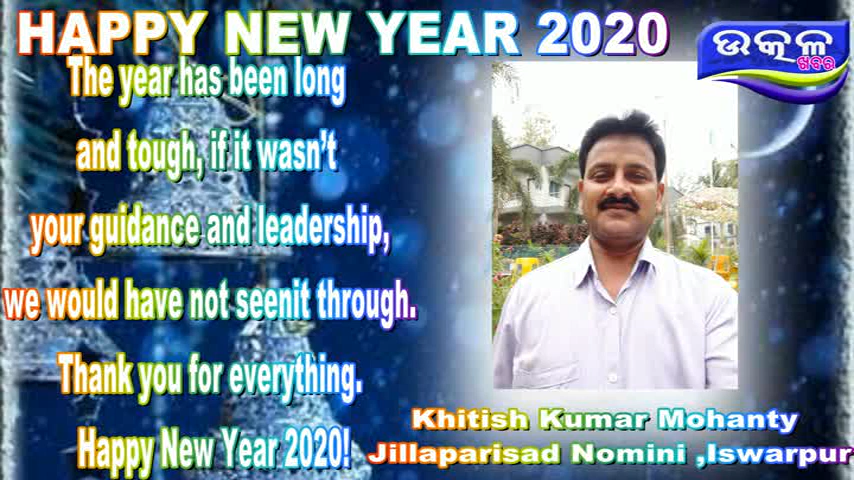 HAPPY NEW YEAR 2020
ଉତ୍କଳ
ଖବର
The year has been long
and tough, if it wasn't
your guidance and leadership,
we would have not seenit through.
Thank you for everything.
Happy New Year 2020!
Khitish Kumar Mohanty
Jillaparisad Nomini ,Iswarpur